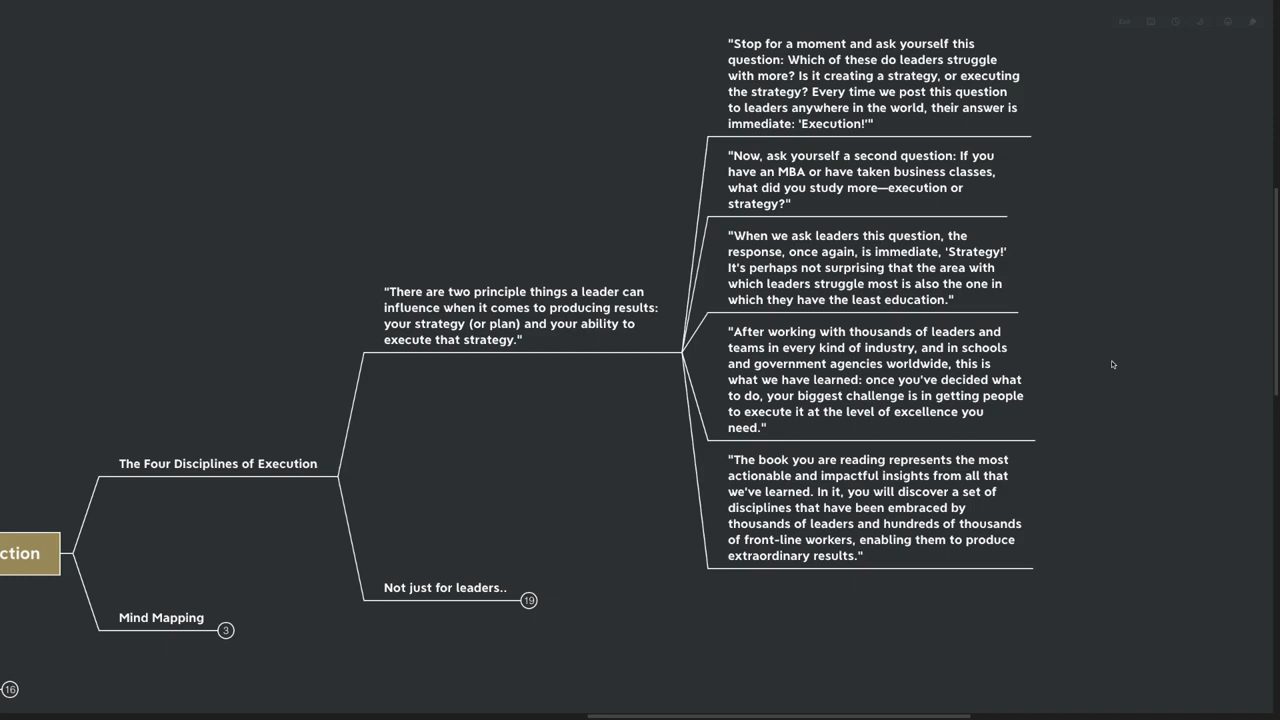 "Stop for a moment and ask yourself this
question: Which of these do leaders struggle
with more? Is it creating a strategy, or executing
the strategy? Every time we post this question
to leaders anywhere in the world, their answer is
immediate: 'Execution!'"
"Now, ask yourself a second question: If you
have an MBA or have taken business classes,
what did you study more—execution or
strategy?"
"When we ask leaders this question, the
response, once again, is immediate, 'Strategy!'
It's perhaps not surprising that the area with
which leaders struggle most is also the one in
which they have the least education."
"There are two principle things a leader can
influence when it comes to producing results:
your strategy (or plan) and your ability to
execute that strategy."
"After working with thousands of leaders and
teams in every kind of industry, and in schools
and government agencies worldwide, this is
what we have learned: once you've decided what
to do, your biggest challenge is in getting people
to execute it at the level of excellence you
need."
"The book you are reading represents the most
actionable and impactful insights from all that
we've learned. In it, you will discover a set of
disciplines that have been embraced by
thousands of leaders and hundreds of thousands
of front-line workers, enabling them to produce
extraordinary results."
The Four Disciplines of Execution
ction
Not just for leaders..
19
Mind Mapping
3
16